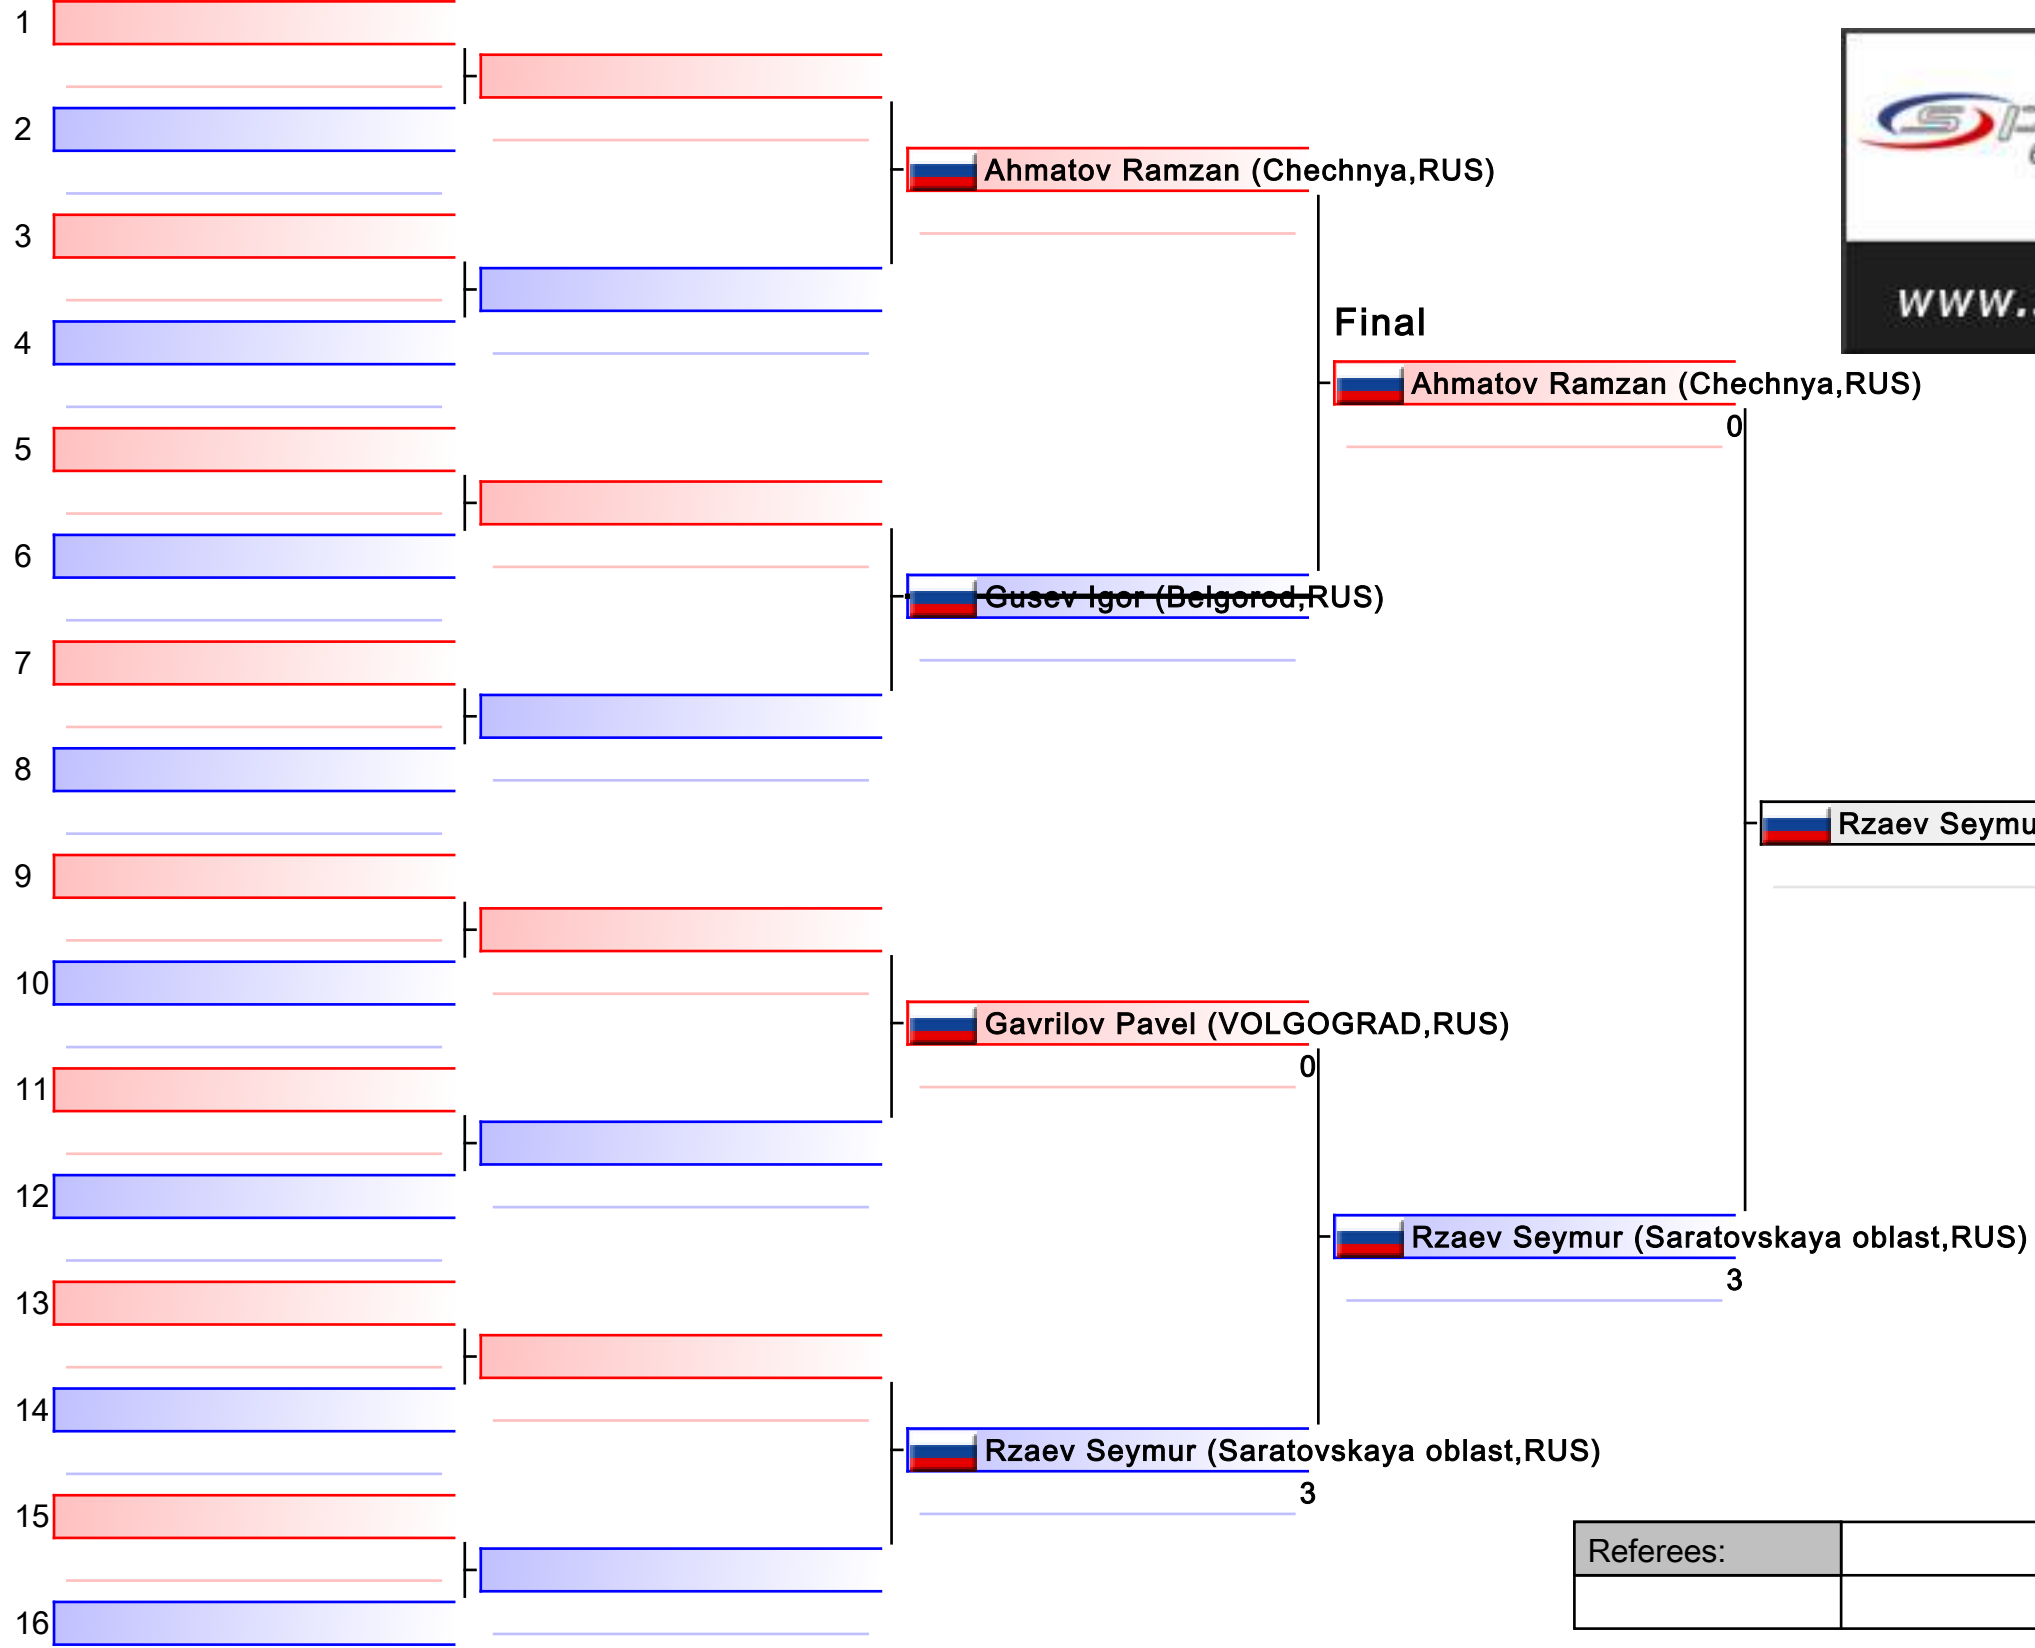 1
2
Ahmatov Ramzan (Chechnya,RUS)
3
Final
www.
4
Ahmatov Ramzan (Chechnya,RUS)
0
5
6
Gusev Igor (Belgorod,RUS)
7
8
Rzaev Seymu
9
10
Gavrilov Pavel (VOLGOGRAD,RUS)
0
11
12
Rzaev Seymur (Saratovskaya oblast,RUS)
3
13
14
Rzaev Seymur (Saratovskaya oblast,RUS)
3
15
Referees:
16